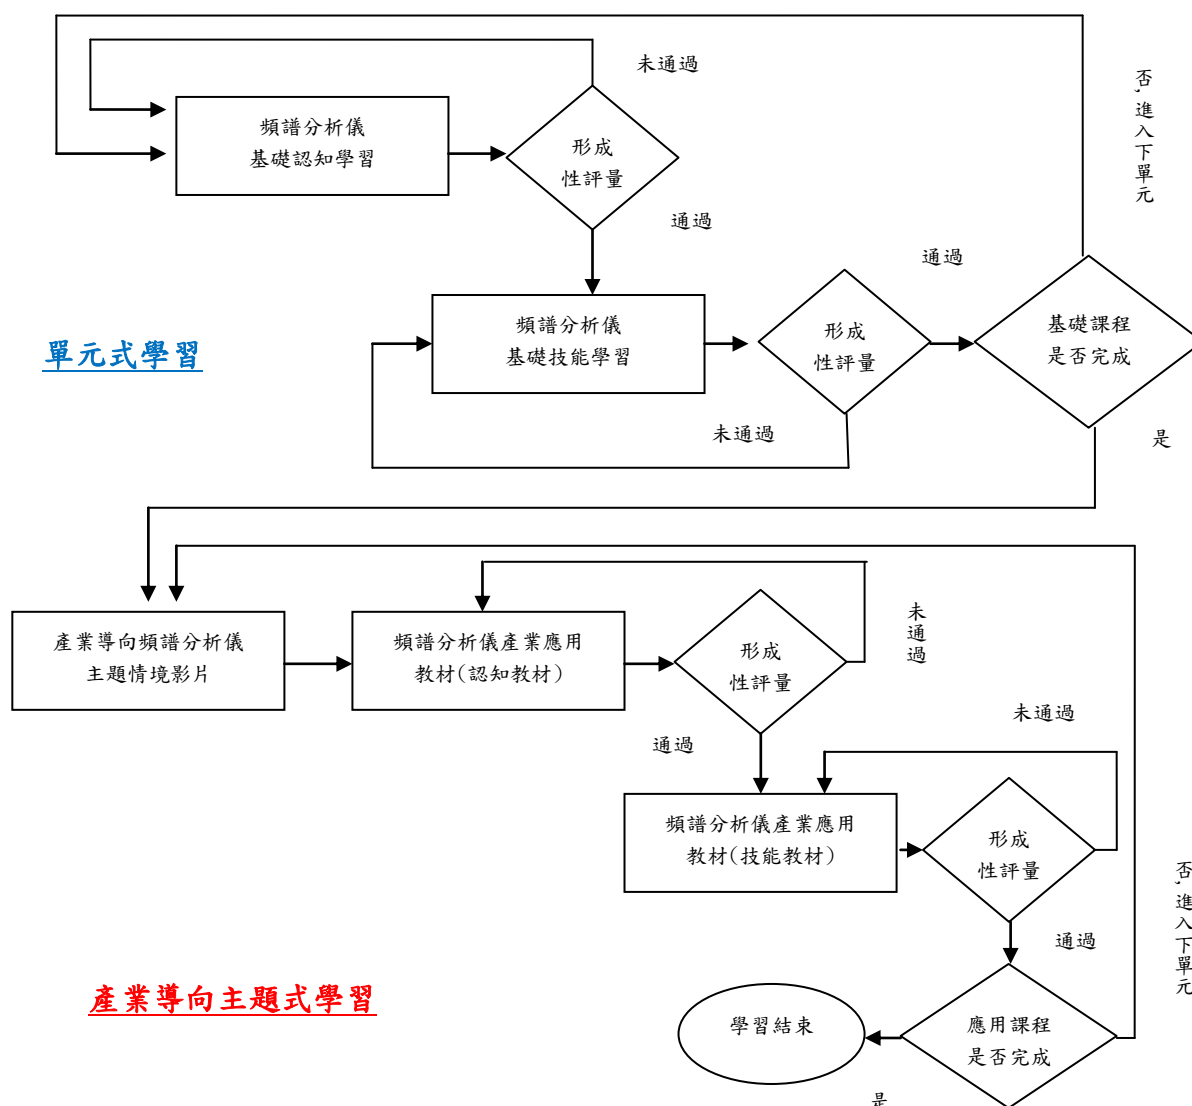 未通過
否,進入下單元
頻譜分析儀
基礎認知學習
形成
性評量
通過
通過
頻譜分析儀
基礎技能學習
形成
性評量
基礎課程
是否完成
單元式學習
未通過
是
產業導向頻譜分析儀
主題情境影片
頻譜分析儀產業應用
教材(認知教材)
形成
性評量
未通過
未通過
通過
頻譜分析儀產業應用
教材(技能教材)
形成
性評量
否,進入下單元
通過
產業導向主題式學習
學習結束
應用課程
是否完成
是